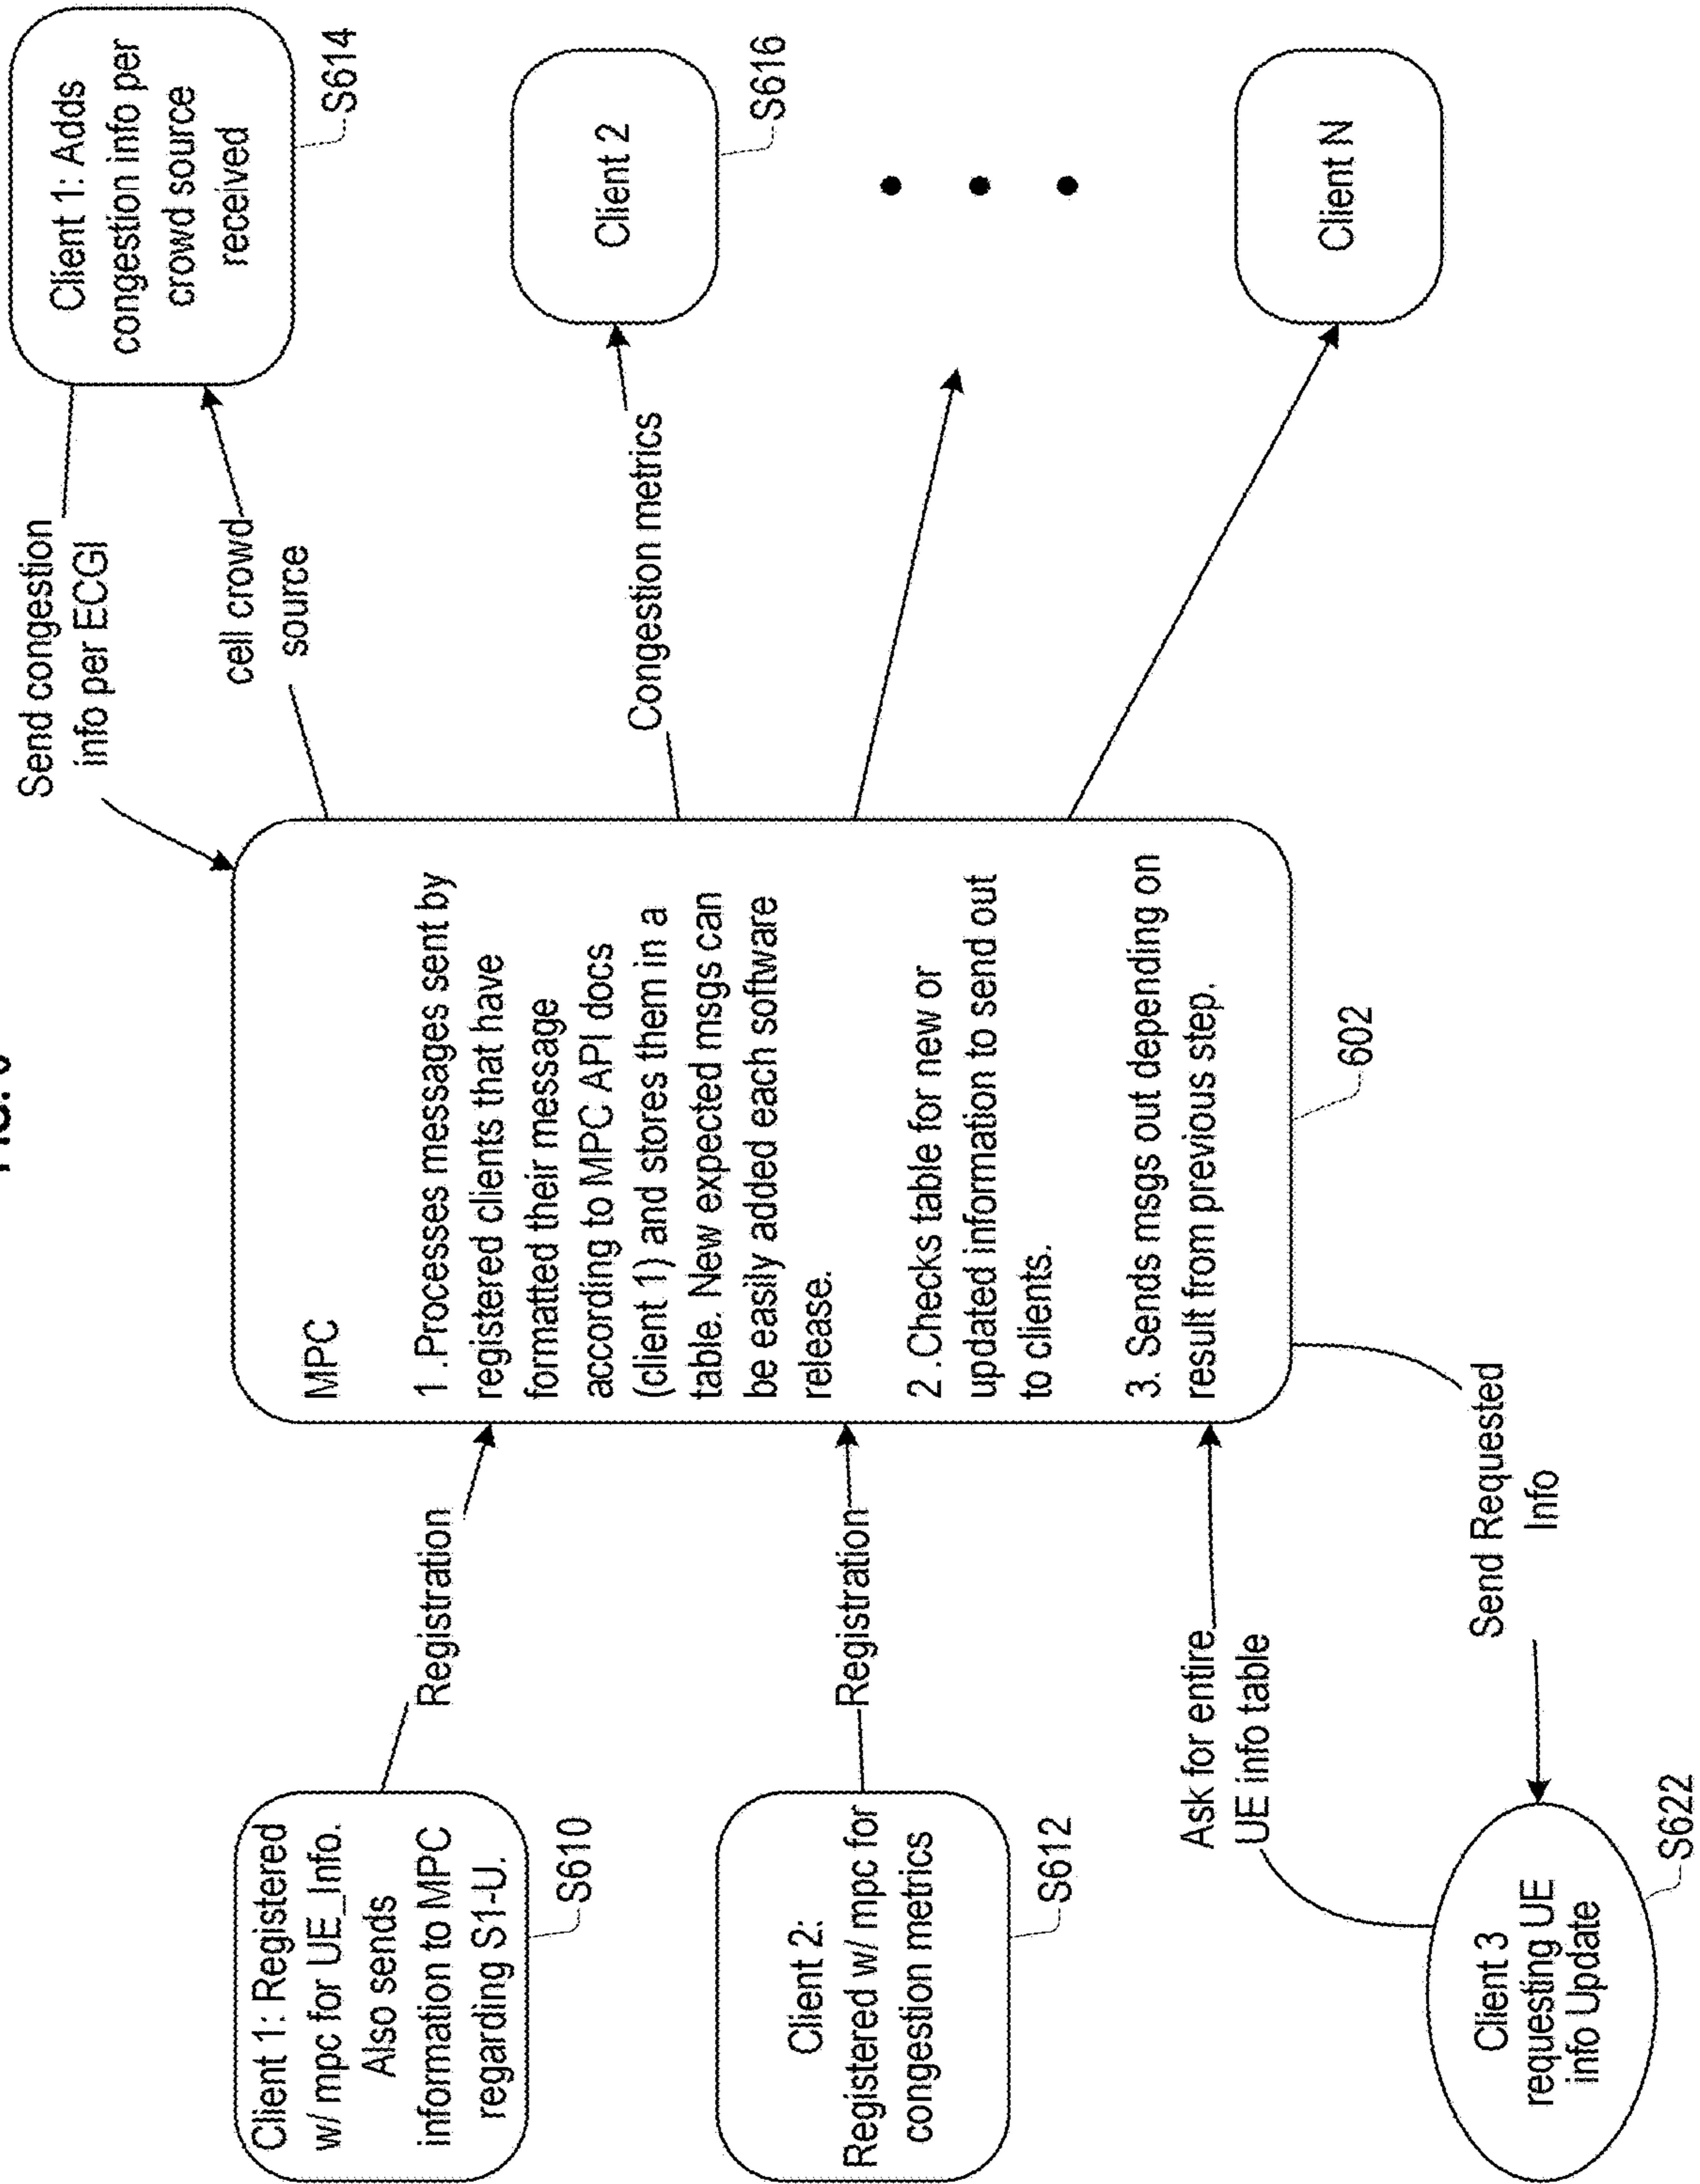 Client 1: Registered
w/ mpc for UE_Info.
Also sends
information to MPC
regarding S1-U.
S610
Registration
Client 2:
Registered w/ mpc for
congestion metrics
S612
Registration
Client 3
requesting UE
info Update
S622
Ask for entire
UE info table
Send Requested
Info
MPC
1 .Processes messages sent by
registered clients that have
formatted their message
according to MPC API docs
(client 1) and stores them in a
table. New expected msgs can
be easily added each software
release.
2 .Checks table for new or
updated information to send out
to clients.
3. Sends msgs out depending on
result from previous step.
602
Send congestion
info per ECGI
cell crowd
source
Client 1: Adds
congestion info per
crowd source
received
S614
Congestion metrics
Client 2
S616
Client N